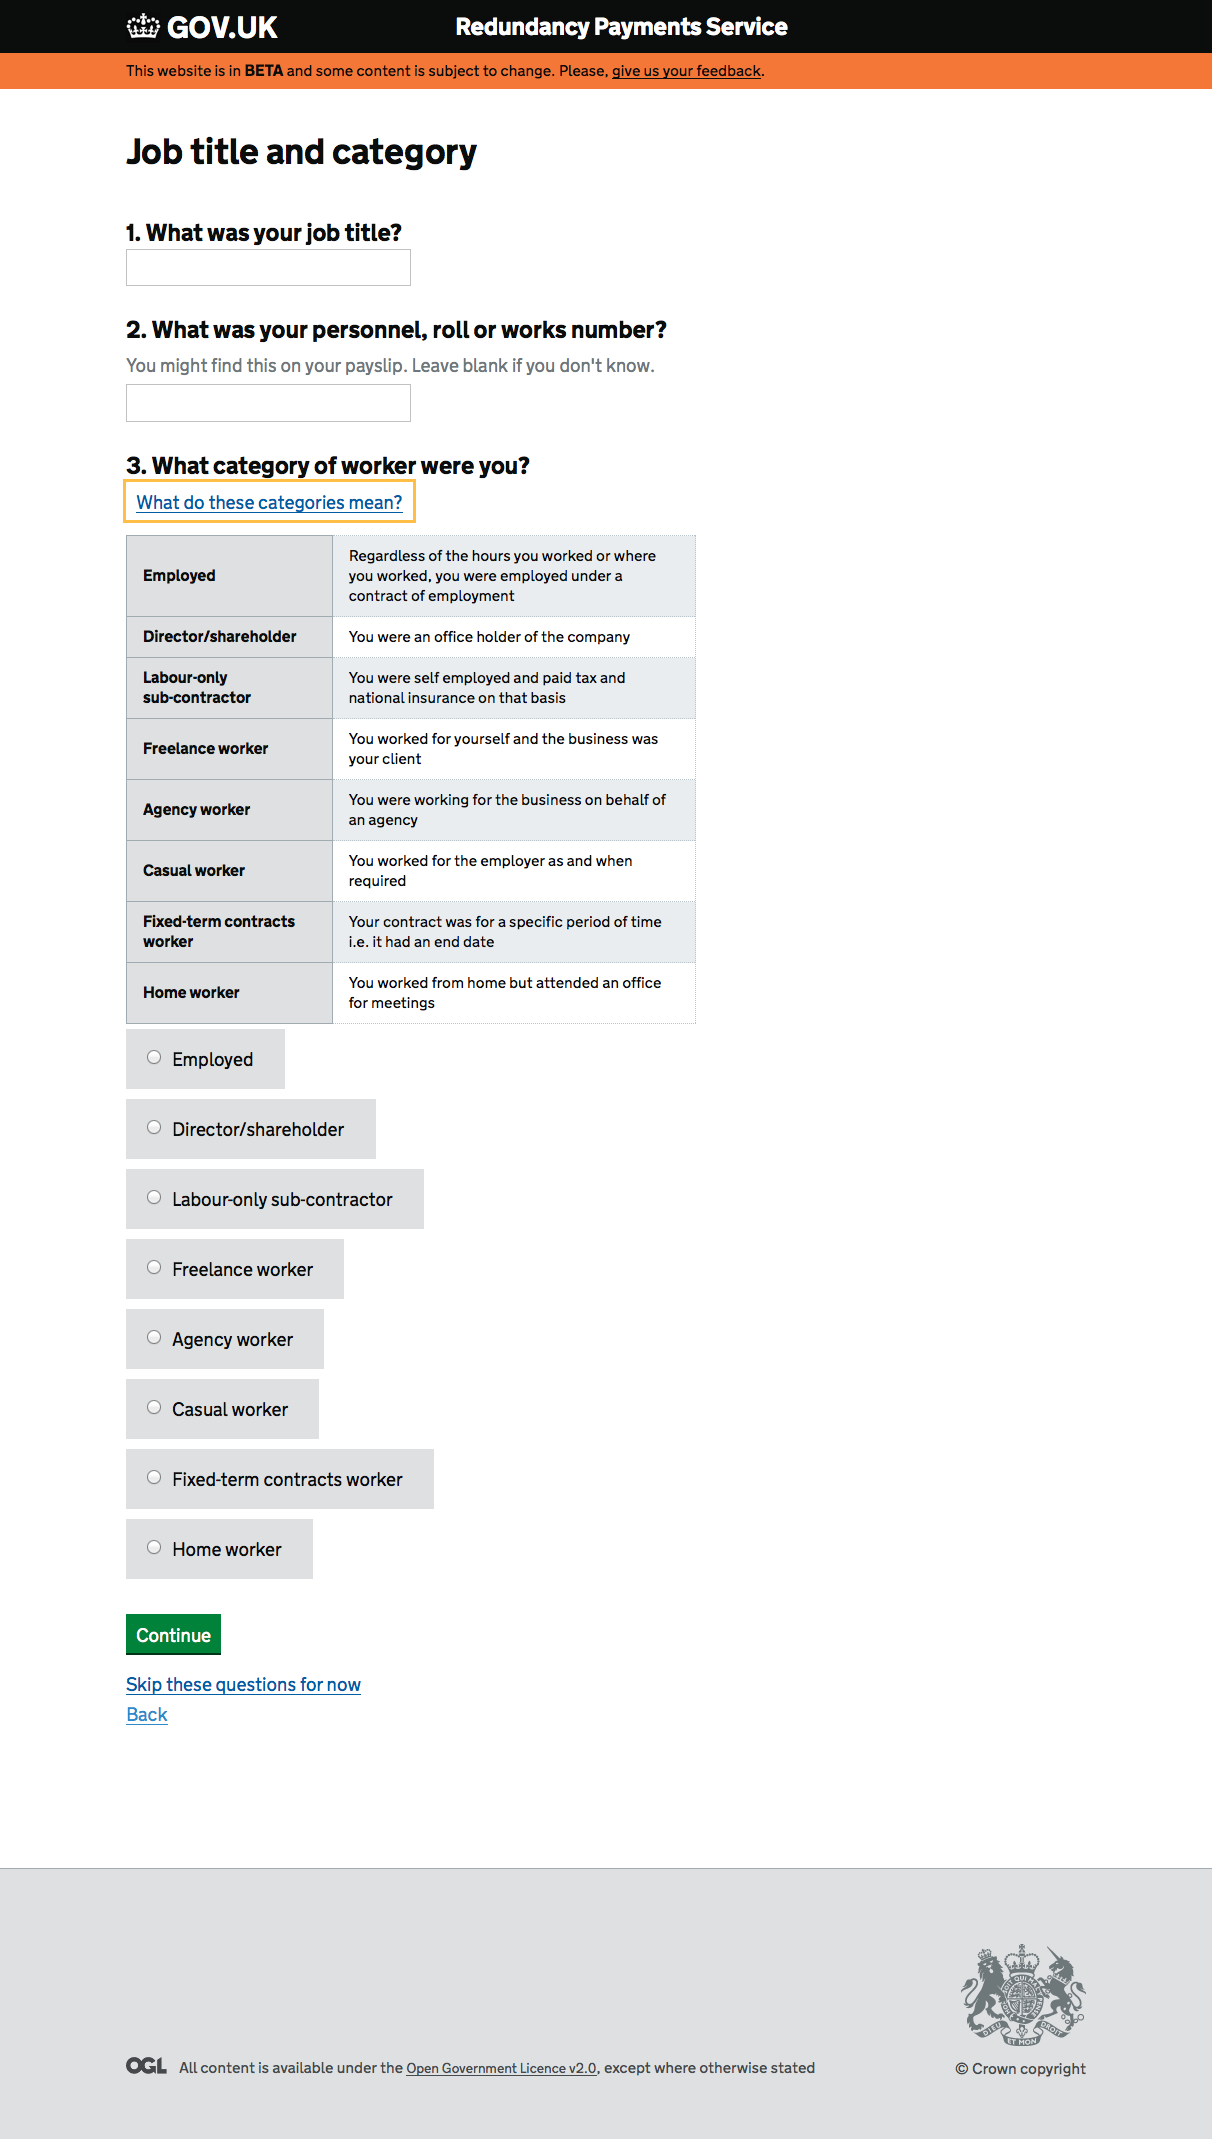 GOV.UK
Redundancy Payments Service
This website is in BETA and some content is subject to change. Please, give us your feedback.
Job title and category
1. What was your job title?
2. What was your personnel, roll or works number?
You might find this on your payslip. Leave blank if you don't know.
3. What category of worker were you?
What do these categories mean?
Employed
Regardless of the hours you worked or where
you worked, you were employed under a
contract of employment
Director/shareholder
You were an office holder of the company
Labour-only
sub-contractor
You were self employed and paid tax and
national insurance on that basis
Freelance worker
You worked for yourself and the business was
your client
Agency worker
You were working for the business on behalf of
an agency
Casual worker
You worked for the employer as and when
required
Fixed-term contracts
worker
Your contract was for a specific period of time
i.e. it had an end date
Home worker
You worked from home but attended an office
for meetings
Employed
Director/shareholder
Labour-only sub-contractor
Freelance worker
Agency worker
Casual worker
Fixed-term contracts worker
Home worker
Continue
Skip these questions for now
Back
DIEU ET MON DROIT
OGL All content is available under the Open Government Licence v2.0, except where otherwise stated
© Crown copyright